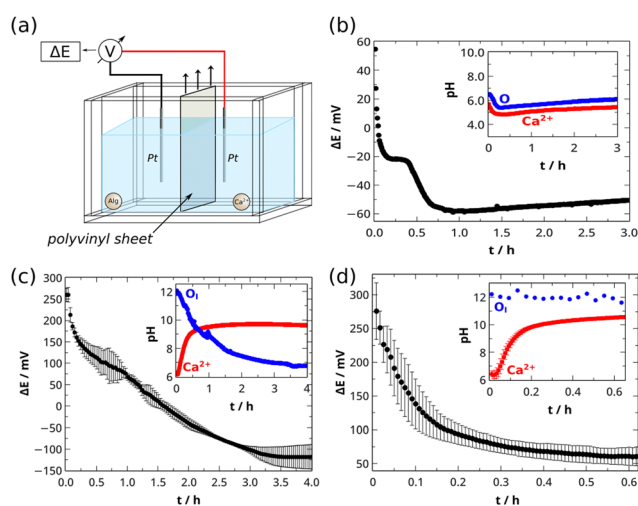 (a)
ΔE
V
Pt
Pt
Alg
Ca²⁺
polyvinyl sheet
(b)
ΔE / mV
60
40
20
0
−20
−40
−60
0.0 0.5 1.0 1.5 2.0 2.5 3.0
t / h
pH
10.0
8.0
6.0
4.0
O
Ca²⁺
0 1 2 3
t / h
(c)
ΔE / mV
300
250
200
150
100
50
0
−50
−100
−150
0.0 0.5 1.0 1.5 2.0 2.5 3.0 3.5 4.0
t / h
pH
12
10
8
6
O_I
Ca²⁺
0 1 2 3 4
t / h
(d)
ΔE / mV
350
300
250
200
150
100
50
0 0.1 0.2 0.3 0.4 0.5 0.6
t / h
pH
12
10
8
6
O_I
Ca²⁺
0.0 0.2 0.4 0.6
t / h